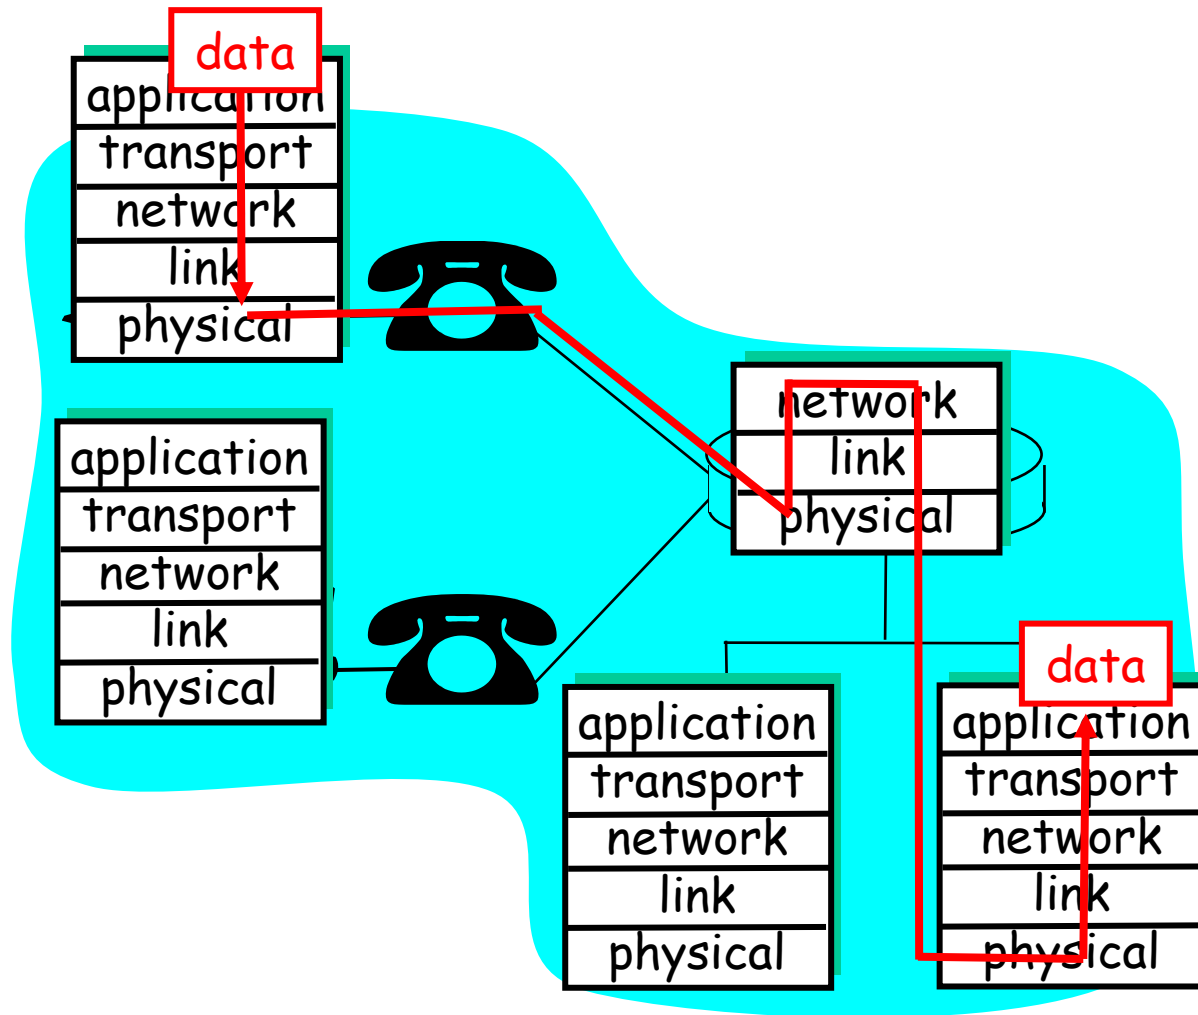 data
application
transport
network
link
physical
application
transport
network
link
physical
network
link
physical
application
transport
network
link
physical
data
application
transport
network
link
physical